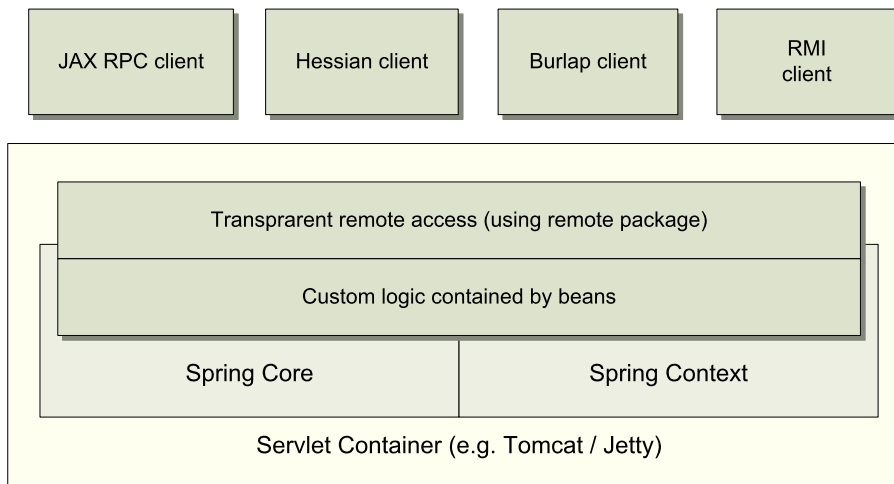 JAX RPC client
Hessian client
Burlap client
RMI
client
Transprarent remote access (using remote package)
Custom logic contained by beans
Spring Core
Spring Context
Servlet Container (e.g. Tomcat / Jetty)